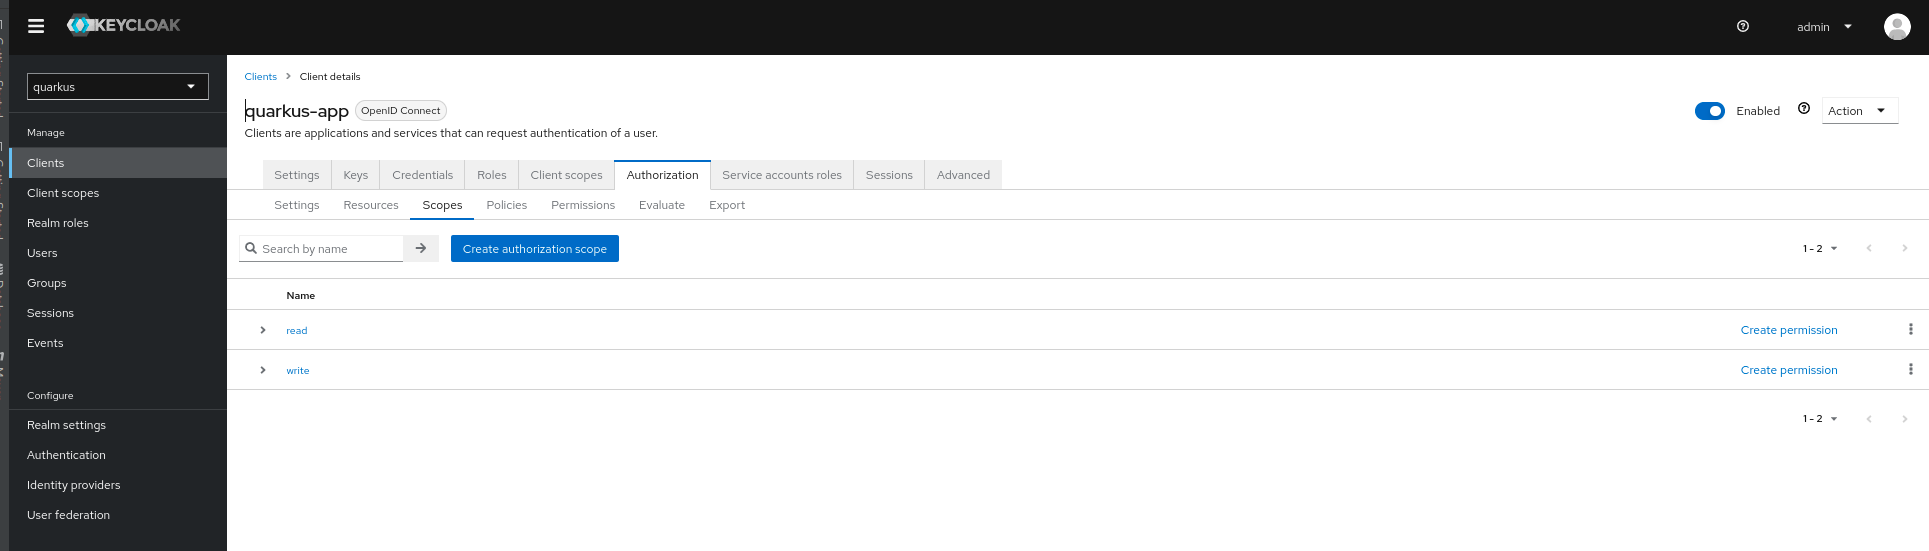 KEYCLOAK
admin
quarkus
Manage
Clients
Client scopes
Realm roles
Users
Groups
Sessions
Events
Configure
Realm settings
Authentication
Identity providers
User federation
Clients > Client details
quarkus-app OpenID Connect
Enabled Action
Clients are applications and services that can request authentication of a user.
Settings Keys Credentials Roles Client scopes Authorization Service accounts roles Sessions Advanced
Settings Resources Scopes Policies Permissions Evaluate Export
Search by name Create authorization scope 1 - 2
Name
read Create permission
write Create permission
1 - 2